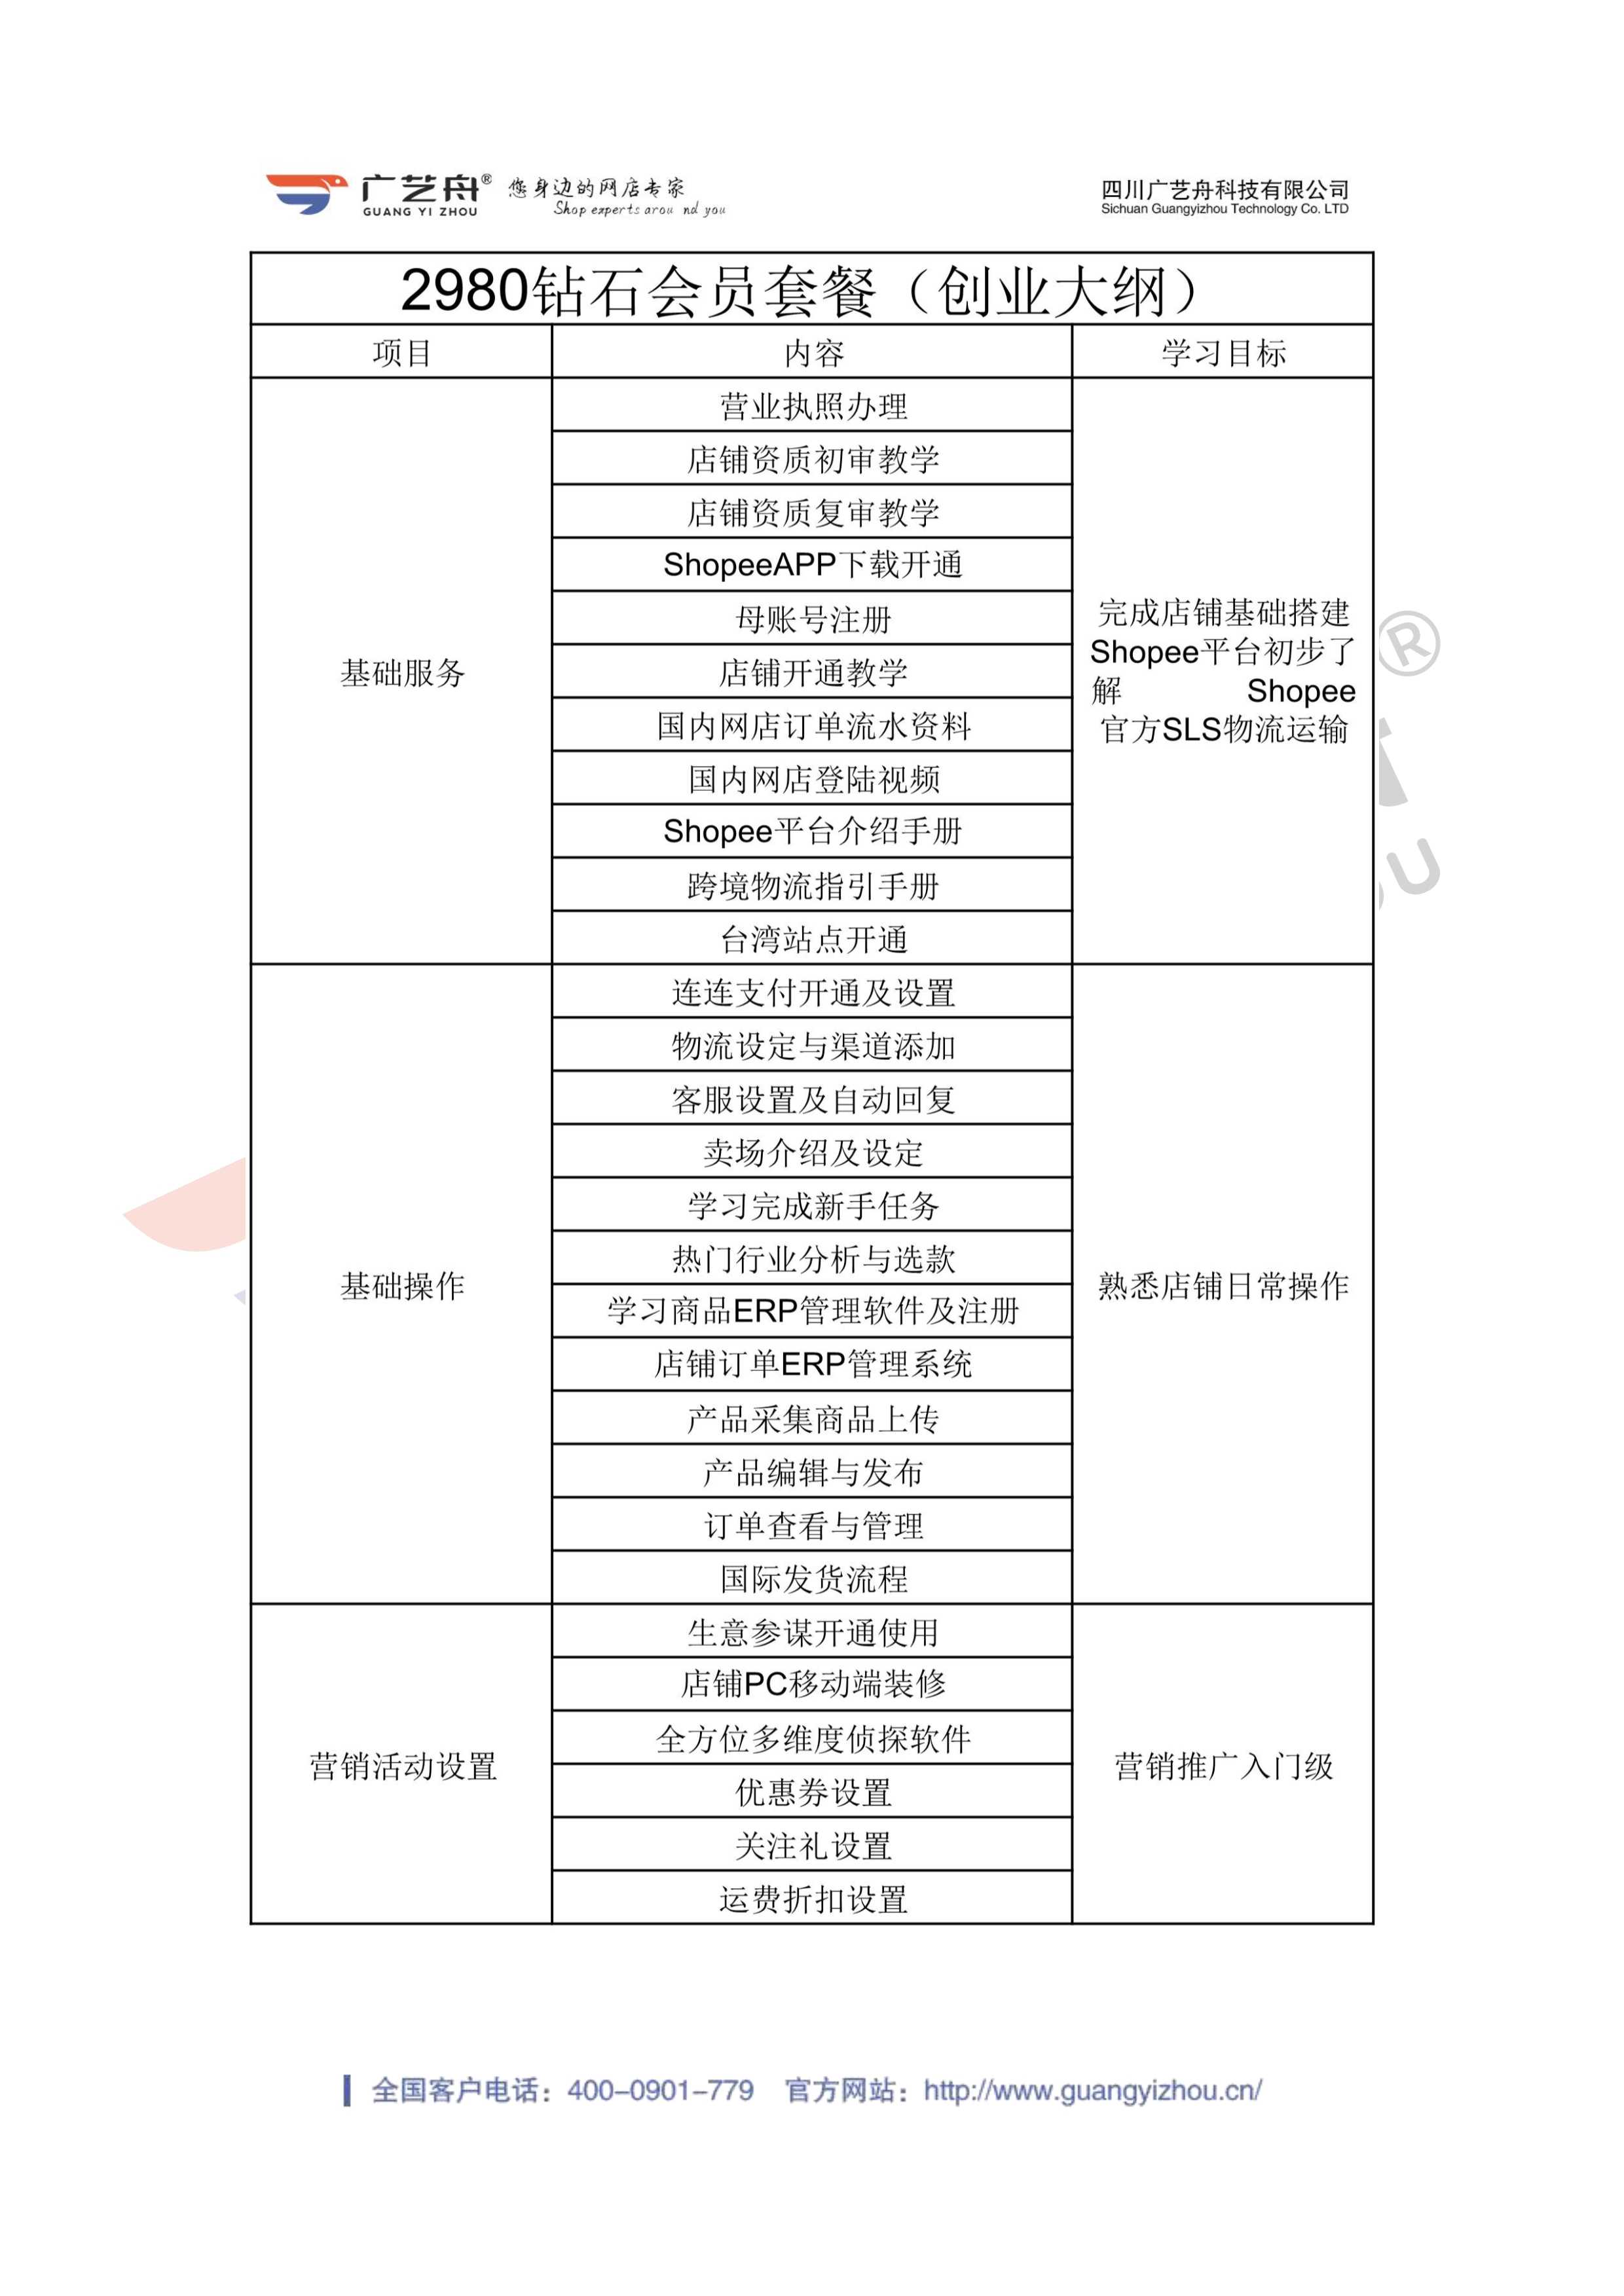 广艺舟®
GUANG YI ZHOU
您身边的网店专家
Shop experts arou nd you
四川广艺舟科技有限公司
Sichuan Guangyizhou Technology Co. LTD
2980钻石会员套餐（创业大纲）
项目
内容
学习目标
基础服务
营业执照办理
店铺资质初审教学
店铺资质复审教学
ShopeeAPP下载开通
母账号注册
店铺开通教学
国内网店订单流水资料
国内网店登陆视频
Shopee平台介绍手册
跨境物流指引手册
台湾站点开通
完成店铺基础搭建
Shopee平台初步了
解 Shopee
官方SLS物流运输
®
U
基础操作
连连支付开通及设置
物流设定与渠道添加
客服设置及自动回复
卖场介绍及设定
学习完成新手任务
热门行业分析与选款
学习商品ERP管理软件及注册
店铺订单ERP管理系统
产品采集商品上传
产品编辑与发布
订单查看与管理
国际发货流程
熟悉店铺日常操作
营销活动设置
生意参谋开通使用
店铺PC移动端装修
全方位多维度侦探软件
优惠券设置
关注礼设置
运费折扣设置
营销推广入门级
全国客户电话：400-0901-779 官方网站：http://www.guangyizhou.cn/